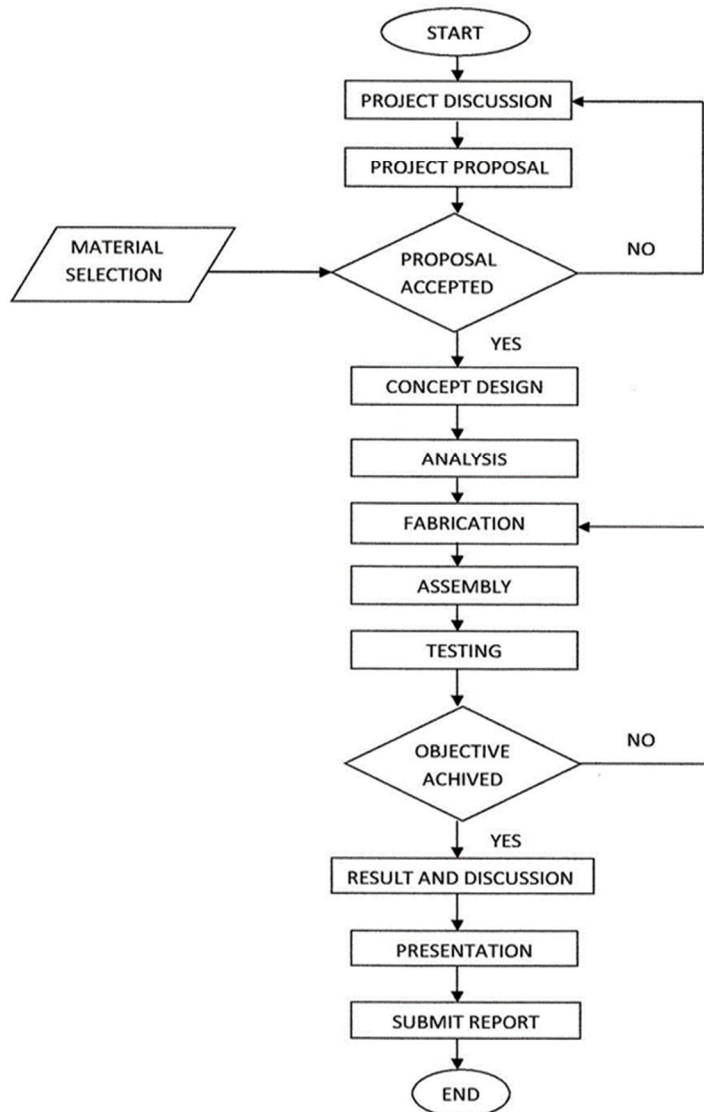 START
PROJECT DISCUSSION
PROJECT PROPOSAL
MATERIAL
SELECTION
PROPOSAL
ACCEPTED
NO
YES
CONCEPT DESIGN
ANALYSIS
FABRICATION
ASSEMBLY
TESTING
OBJECTIVE
ACHIVED
NO
YES
RESULT AND DISCUSSION
PRESENTATION
SUBMIT REPORT
END